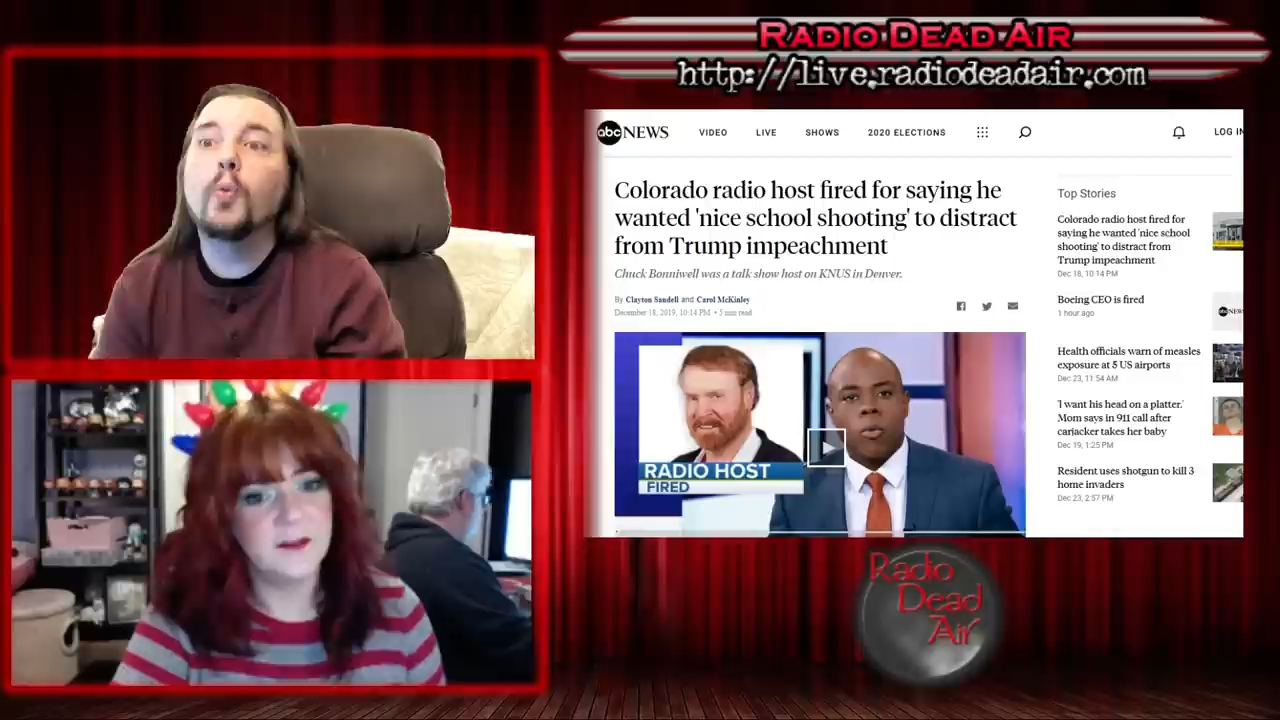 RADIO DEAD AIR
http://live.radiodeadair.com
abc NEWS VIDEO LIVE SHOWS 2020 ELECTIONS LOG IN
Colorado radio host fired for saying he
wanted 'nice school shooting' to distract
from Trump impeachment
Chuck Bonniwell was a talk show host on KNUS in Denver.
By Clayton Sandell and Carol McKinley
December 18, 2019, 10:14 PM • 5 min read
RADIO HOST
FIRED
Top Stories
Colorado radio host fired for
saying he wanted 'nice school
shooting' to distract from
Trump impeachment
Dec 18, 10:14 PM
Boeing CEO is fired
1 hour ago
abc NEWS
Health officials warn of measles
exposure at 5 US airports
Dec 23, 11:54 AM
'I want his head on a platter:'
Mom says in 911 call after
carjacker takes her baby
Dec 19, 1:25 PM
Resident uses shotgun to kill 3
home invaders
Dec 23, 2:57 PM
Radio
Dead
Air